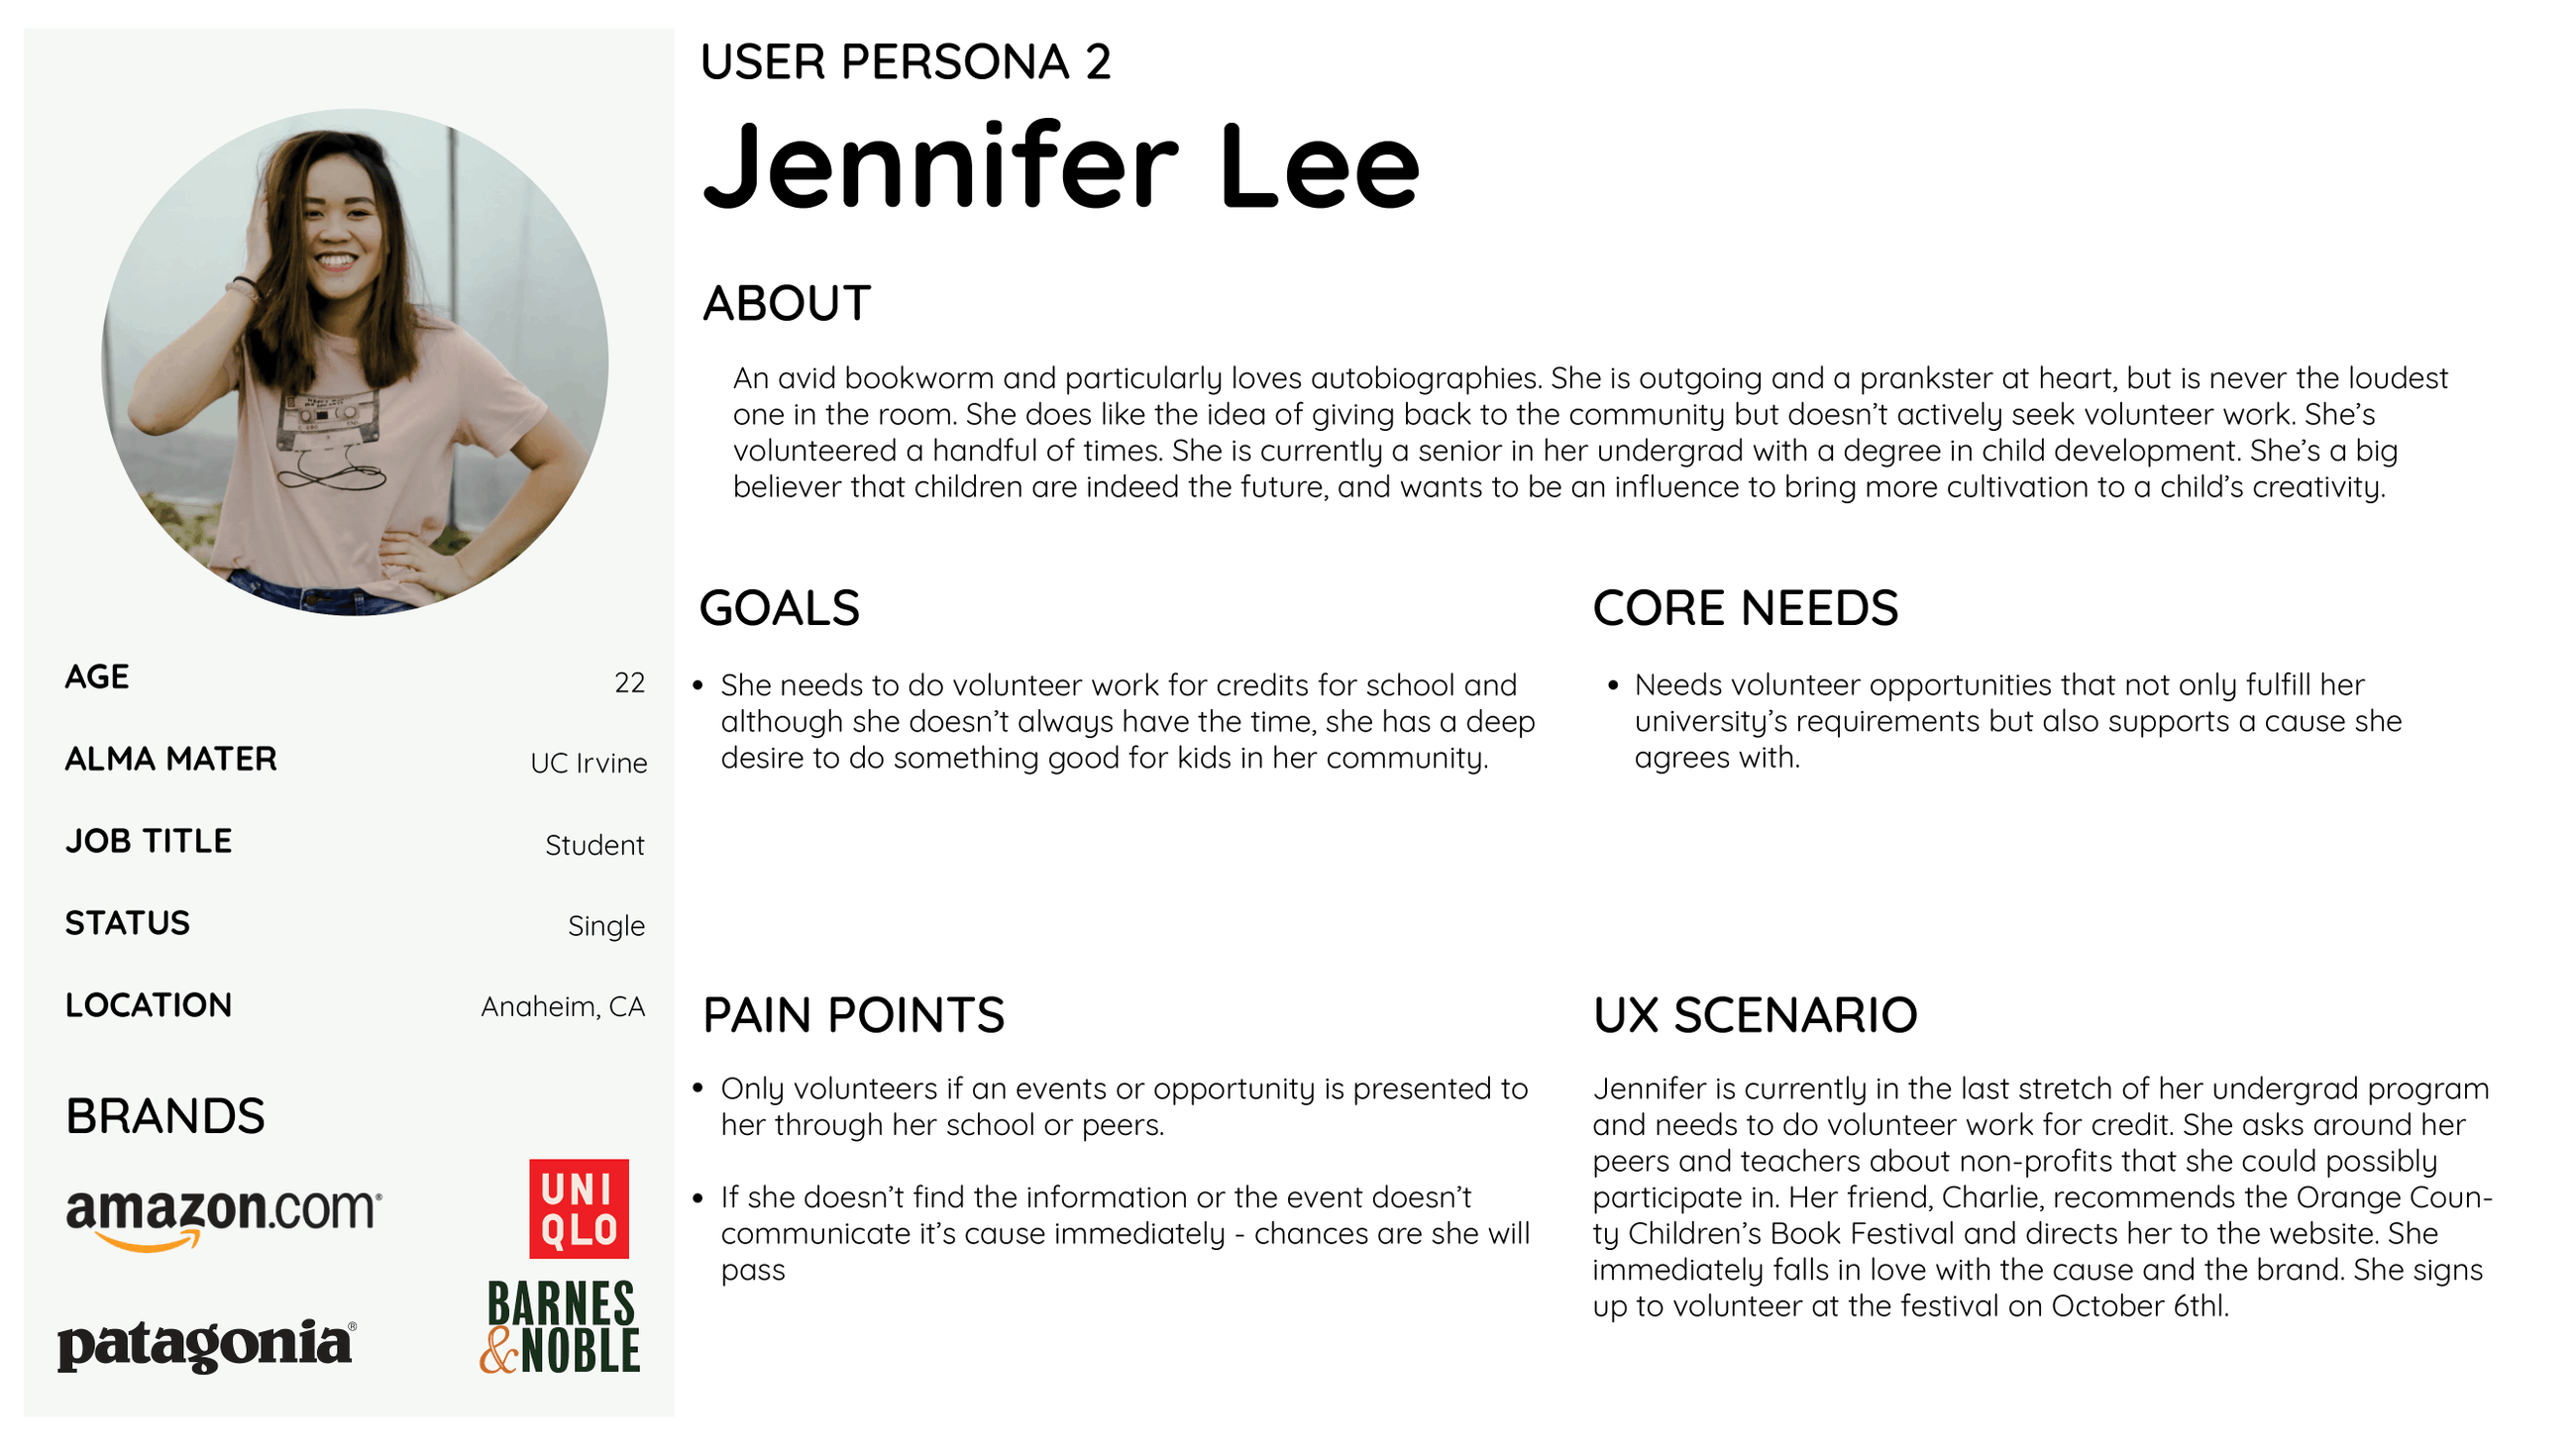 USER PERSONA 2
Jennifer Lee
ABOUT
An avid bookworm and particularly loves autobiographies. She is outgoing and a prankster at heart, but is never the loudest
one in the room. She does like the idea of giving back to the community but doesn’t actively seek volunteer work. She’s
volunteered a handful of times. She is currently a senior in her undergrad with a degree in child development. She’s a big
believer that children are indeed the future, and wants to be an influence to bring more cultivation to a child’s creativity.
AGE 22
ALMA MATER UC Irvine
JOB TITLE Student
STATUS Single
LOCATION Anaheim, CA
BRANDS
amazon.com®
UNI
QLO
patagonia®
BARNES
&NOBLE
GOALS
• She needs to do volunteer work for credits for school and
although she doesn’t always have the time, she has a deep
desire to do something good for kids in her community.
CORE NEEDS
• Needs volunteer opportunities that not only fulfill her
university’s requirements but also supports a cause she
agrees with.
PAIN POINTS
• Only volunteers if an events or opportunity is presented to
her through her school or peers.
• If she doesn’t find the information or the event doesn’t
communicate it’s cause immediately - chances are she will
pass
UX SCENARIO
Jennifer is currently in the last stretch of her undergrad program
and needs to do volunteer work for credit. She asks around her
peers and teachers about non-profits that she could possibly
participate in. Her friend, Charlie, recommends the Orange Coun-
ty Children’s Book Festival and directs her to the website. She
immediately falls in love with the cause and the brand. She signs
up to volunteer at the festival on October 6thl.